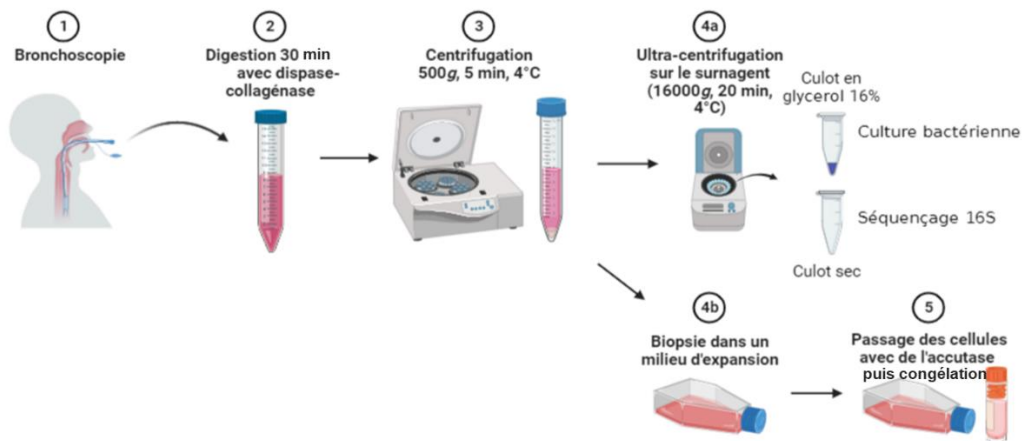 1
Bronchoscopie
2
Digestion 30 min
avec dispase-
collagénase
3
Centrifugation
500g, 5 min, 4°C
4a
Ultra-centrifugation
sur le surnagent
(16000g, 20 min,
4°C)
Culot en
glycerol 16%
Culture bactérienne
Séquençage 16S
Culot sec
4b
Biopsie dans un
milieu d'expansion
5
Passage des cellules
avec de l'accutase
puis congélation